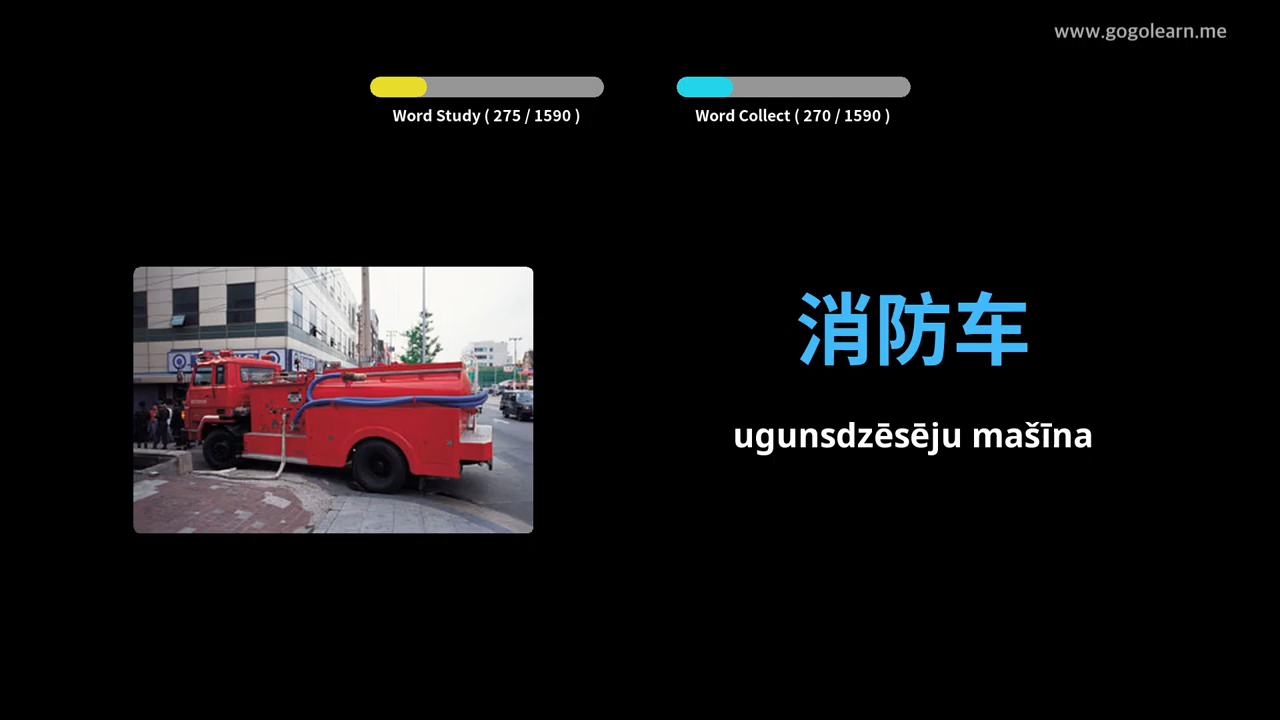 www.gogolearn.me
Word Study ( 275 / 1590 )
Word Collect ( 270 / 1590 )
消防车
ugunsdzēsēju mašīna